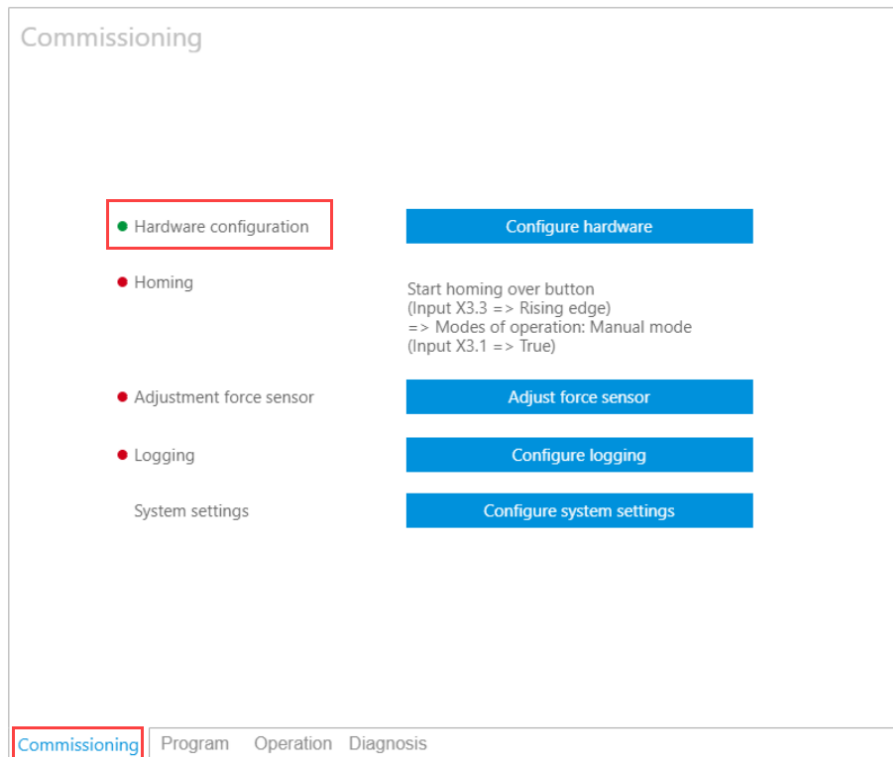 Commissioning
Hardware configuration
Configure hardware
Homing
Start homing over button
(Input X3.3 => Rising edge)
=> Modes of operation: Manual mode
(Input X3.1 => True)
Adjustment force sensor
Adjust force sensor
Logging
Configure logging
System settings
Configure system settings
Commissioning Program Operation Diagnosis